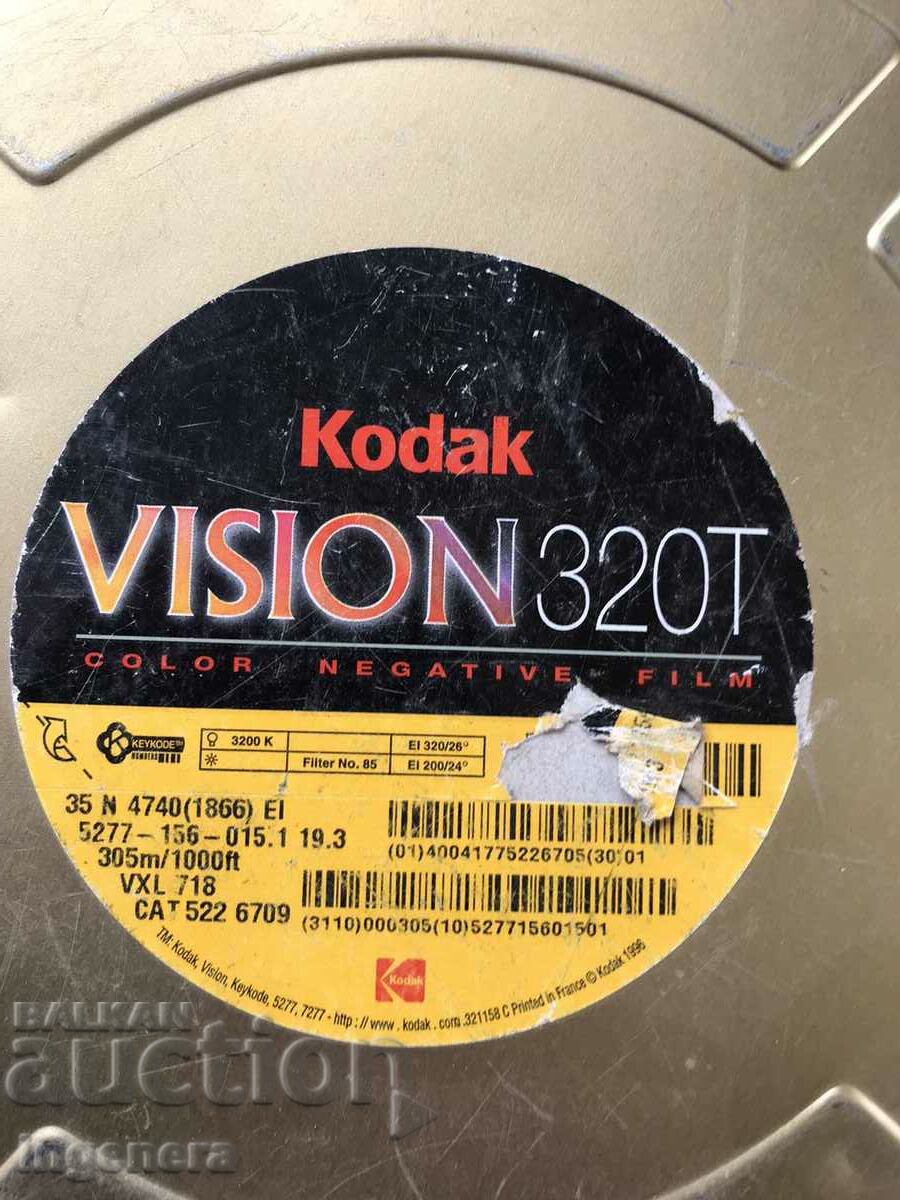 Kodak
VISION 320T
COLOR NEGATIVE FILM
KEYKODE
NUMBERS
3200 K EI 320/26°
Filter No. 85 EI 200/24°
35 N 4740(1866) EI
5277-156-015.1 19.3
305m/1000ft
VXL 718
CAT 522 6709
(01)40041775226705(30)01
(3110)000305(10)527715601501
Kodak
TM: Kodak, Vision, Keykode, 5277, 7277 - http://www.kodak.com.321158 C Printed in France © Kodak 1996
BALKAN
auction
ingenera